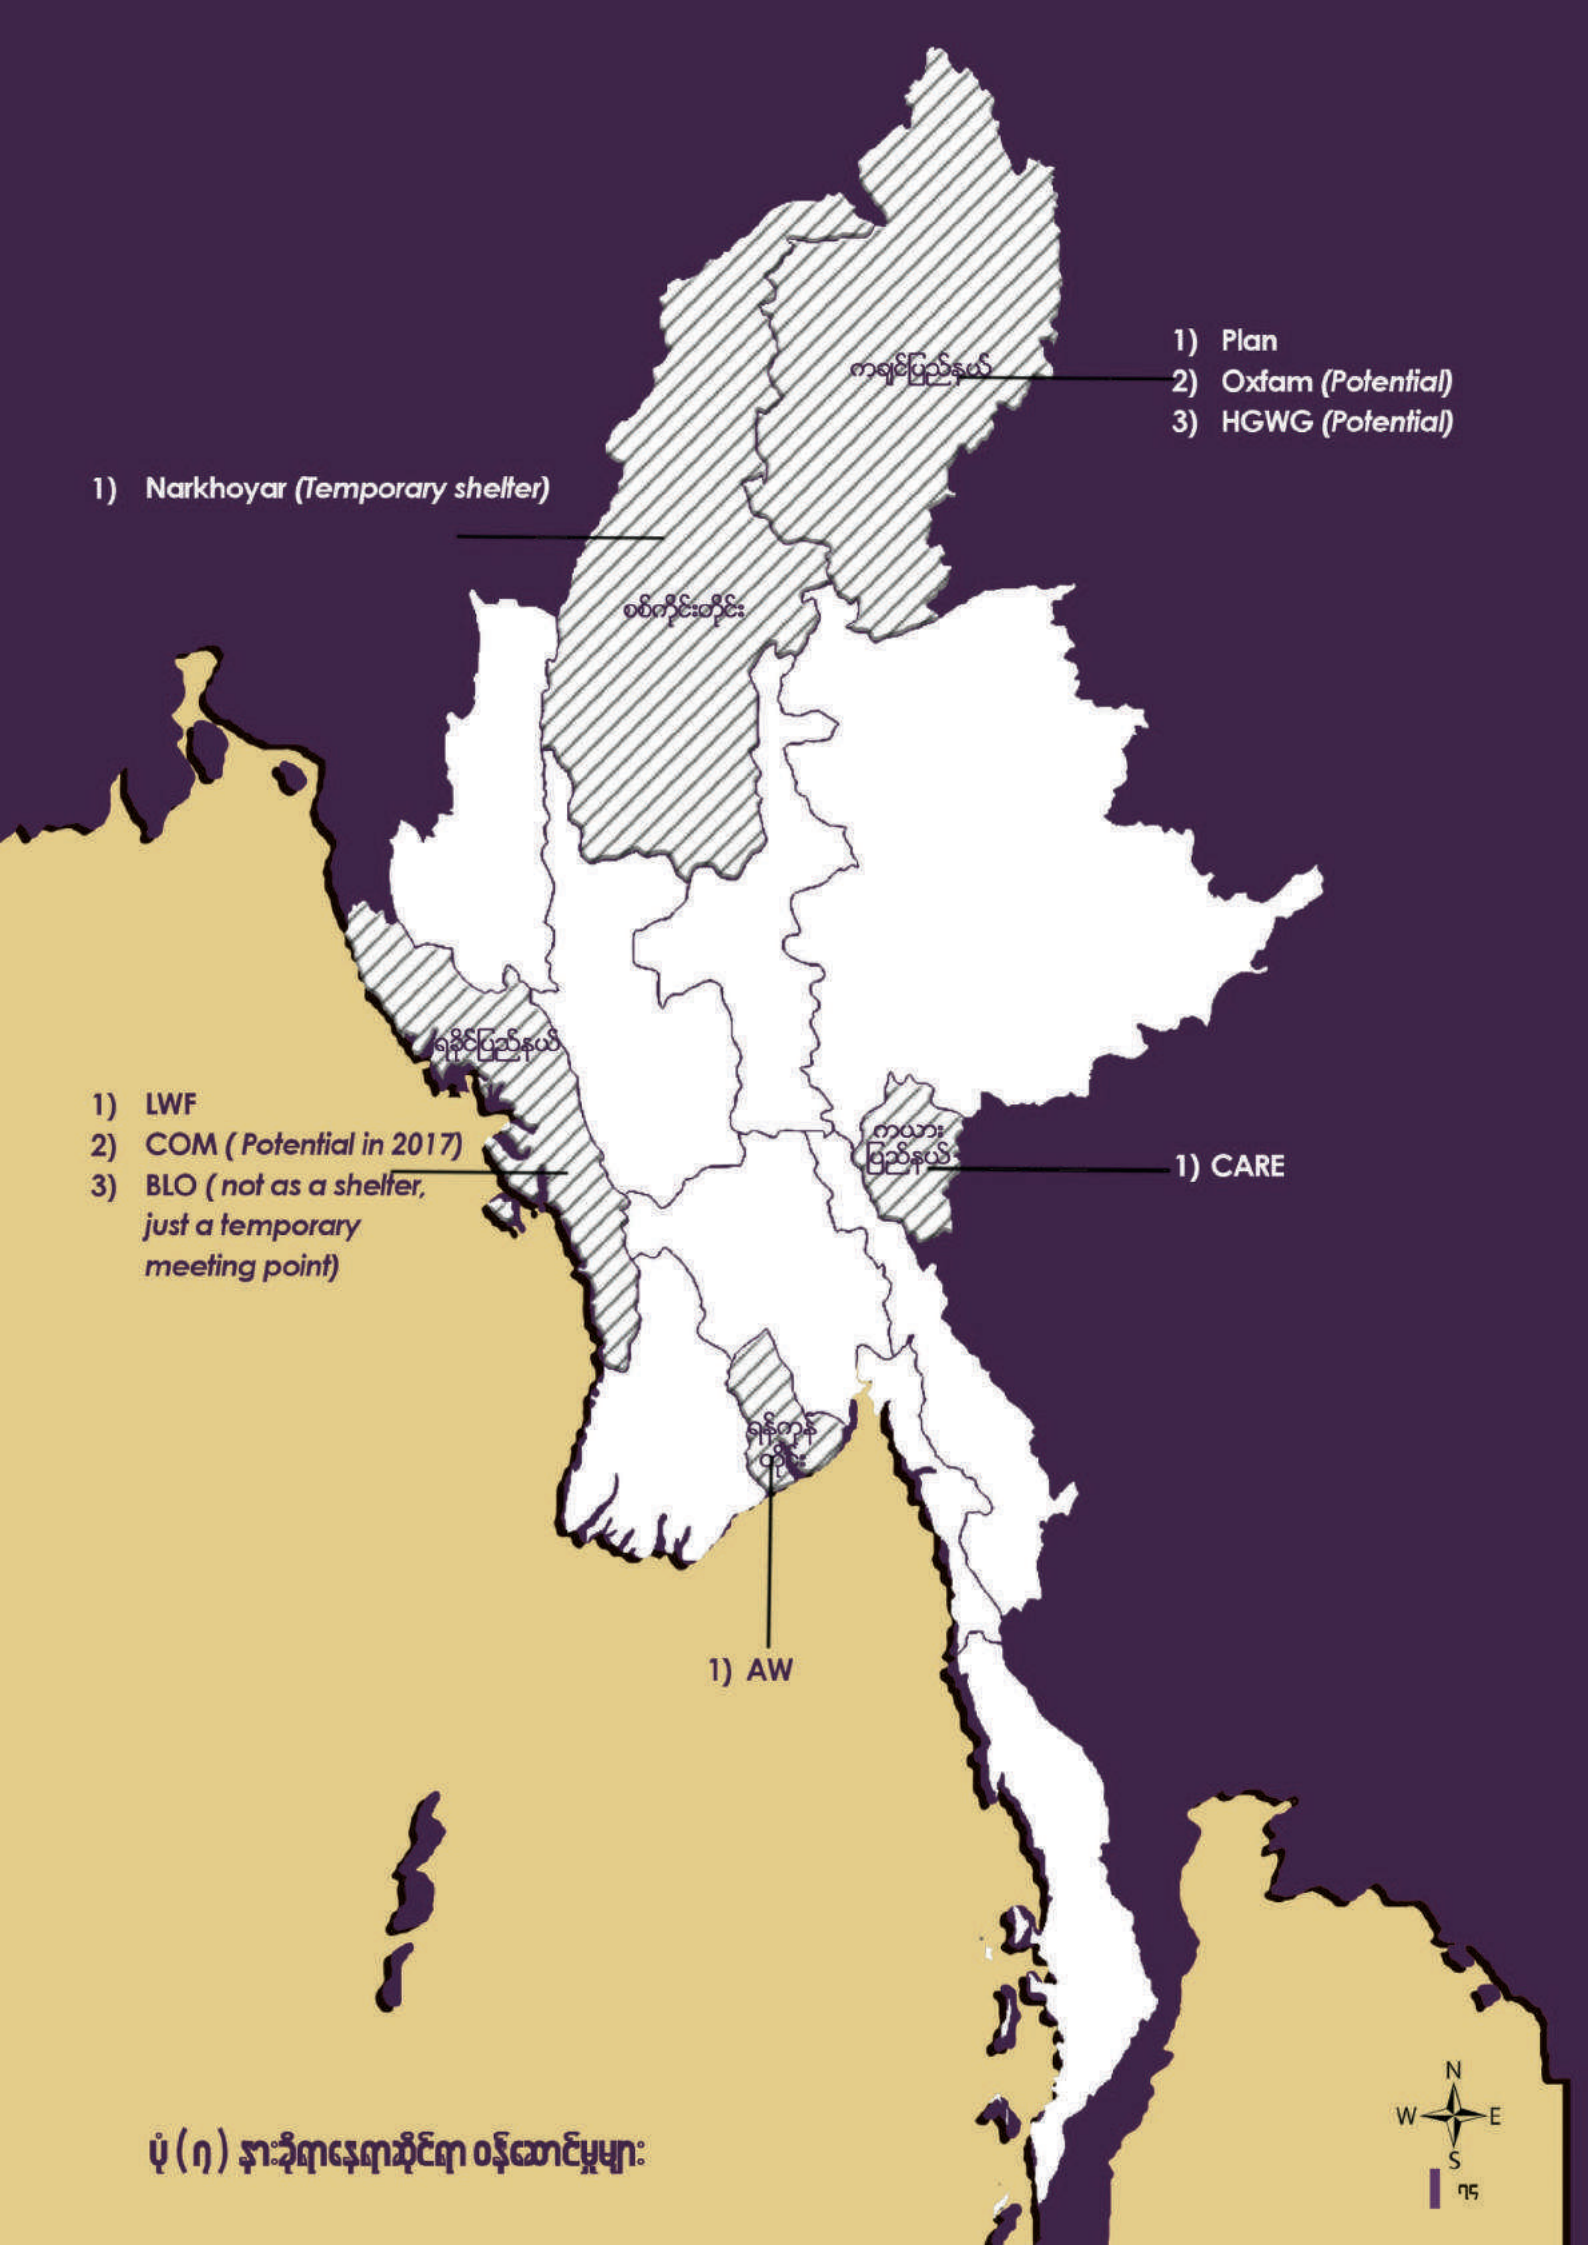 ကချင်ပြည်နယ်
1) Plan
2) Oxfam (Potential)
3) HGWG (Potential)
1) Narkhoyar (Temporary shelter)
စစ်ကိုင်းတိုင်း
ရခိုင်ပြည်နယ်
1) LWF
2) COM ( Potential in 2017)
3) BLO ( not as a shelter,
just a temporary
meeting point)
ကယား
ပြည်နယ်
1) CARE
ရန်ကုန်
တိုင်း
1) AW
N
W E
S
ပုံ (၇) နားခိုရာနေရာဆိုင်ရာ ဝန်ဆောင်မှုများ
၇၄